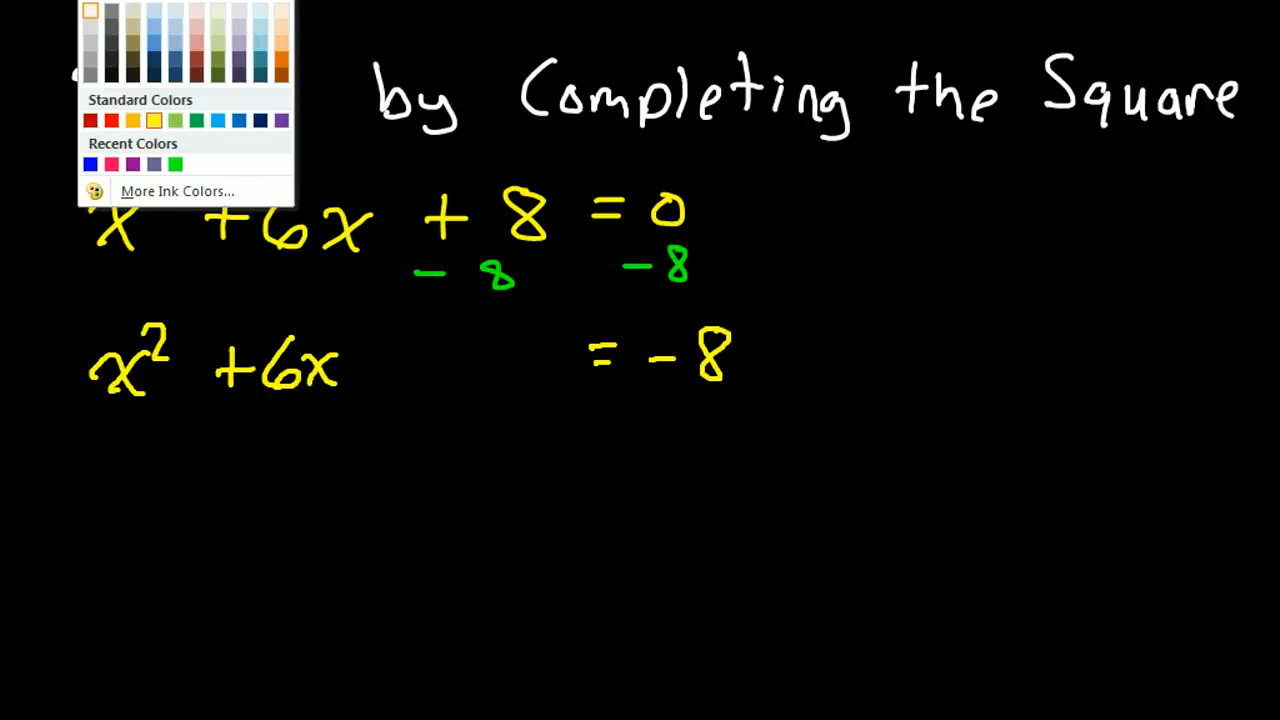 by Completing the Square
Standard Colors
Recent Colors
More Ink Colors...
x + 6x + 8 = 0
- 8 - 8
x² + 6x = - 8